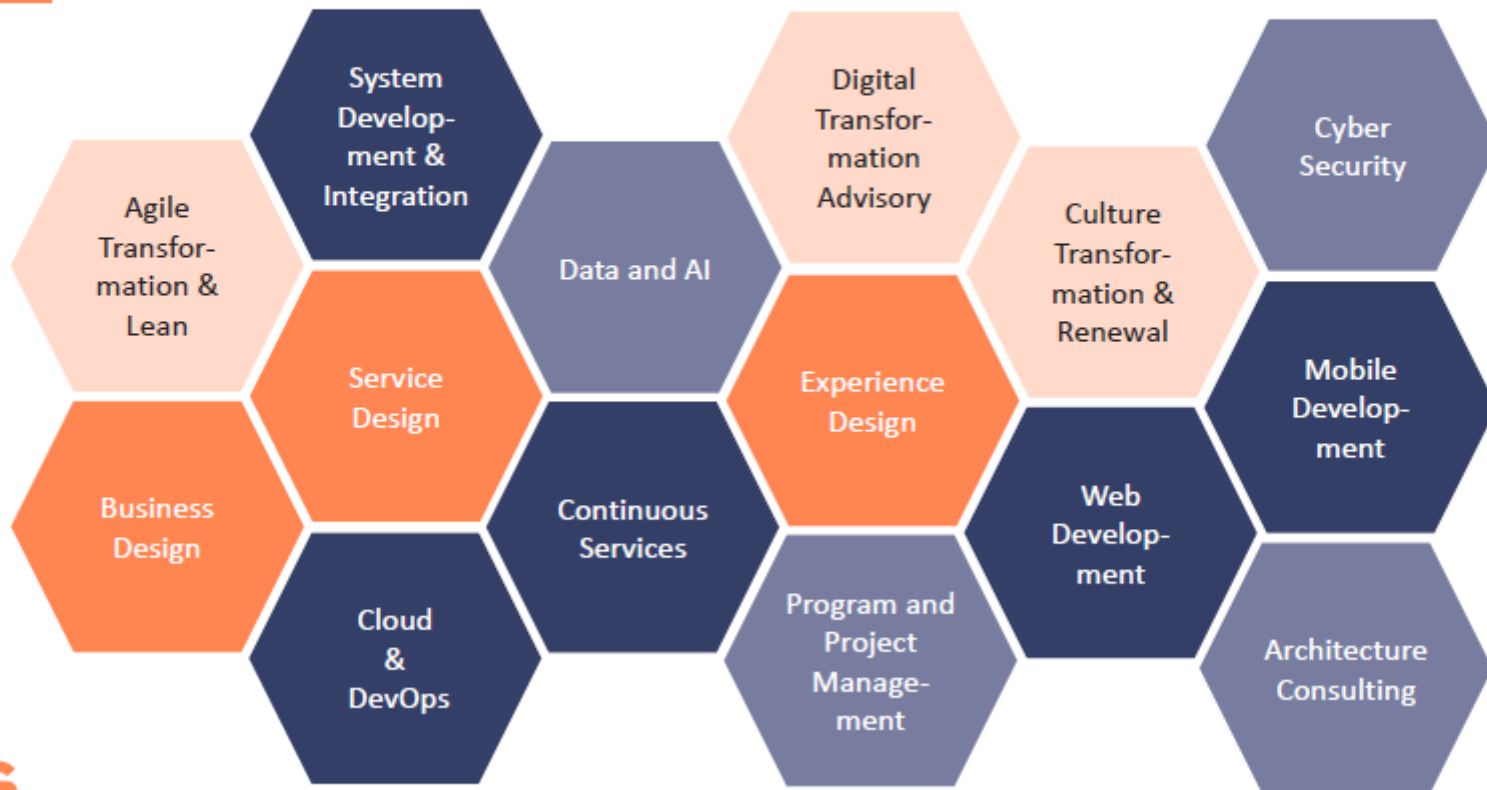 System
Develop-
ment &
Integration
Digital
Transfor-
mation
Advisory
Cyber
Security
Agile
Transfor-
mation &
Lean
Data and AI
Culture
Transfor-
mation &
Renewal
Service
Design
Experience
Design
Mobile
Develop-
ment
Business
Design
Continuous
Services
Web
Develop-
ment
Cloud
&
DevOps
Program and
Project
Manage-
ment
Architecture
Consulting